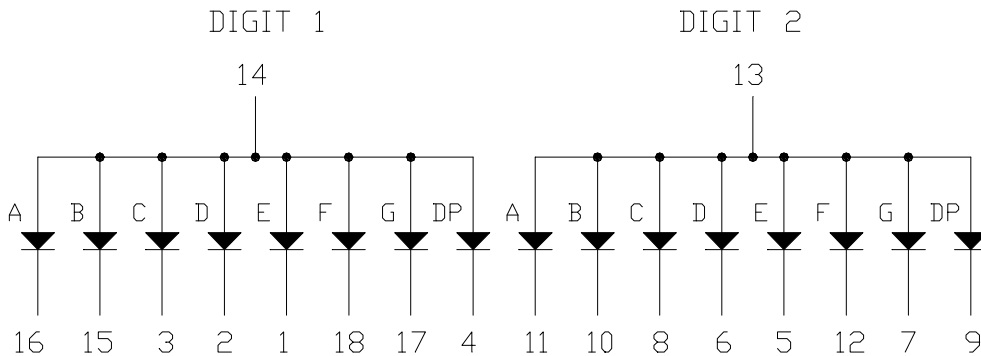 DIGIT 1 DIGIT 2
14 13
A B C D E F G DP A B C D E F G DP
16 15 3 2 1 18 17 4 11 10 8 6 5 12 7 9